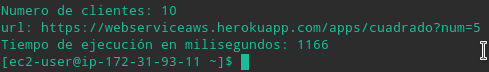 Numero de clientes: 10
url: https://webserviceaws.herokuapp.com/apps/cuadrado?num=5
Tiempo de ejecución en milisegundos: 1166
[ec2-user@ip-172-31-93-11 ~]$